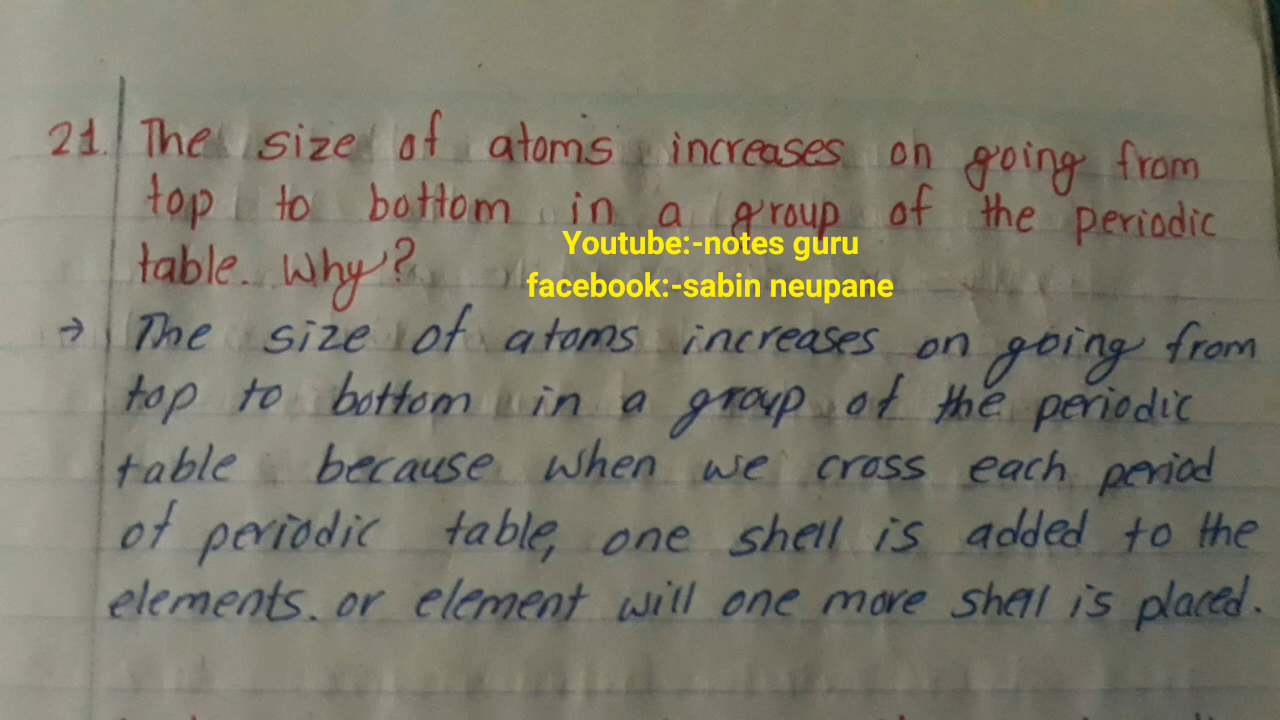 21. The size of atoms increases on going from
top to bottom in a group of the periodic
Youtube:-notes guru
table. Why?
facebook:-sabin neupane
→ The size of atoms increases on going from
top to bottom in a group of the periodic
table because when we cross each period
of periodic table, one shell is added to the
elements. or element will one more shell is placed.